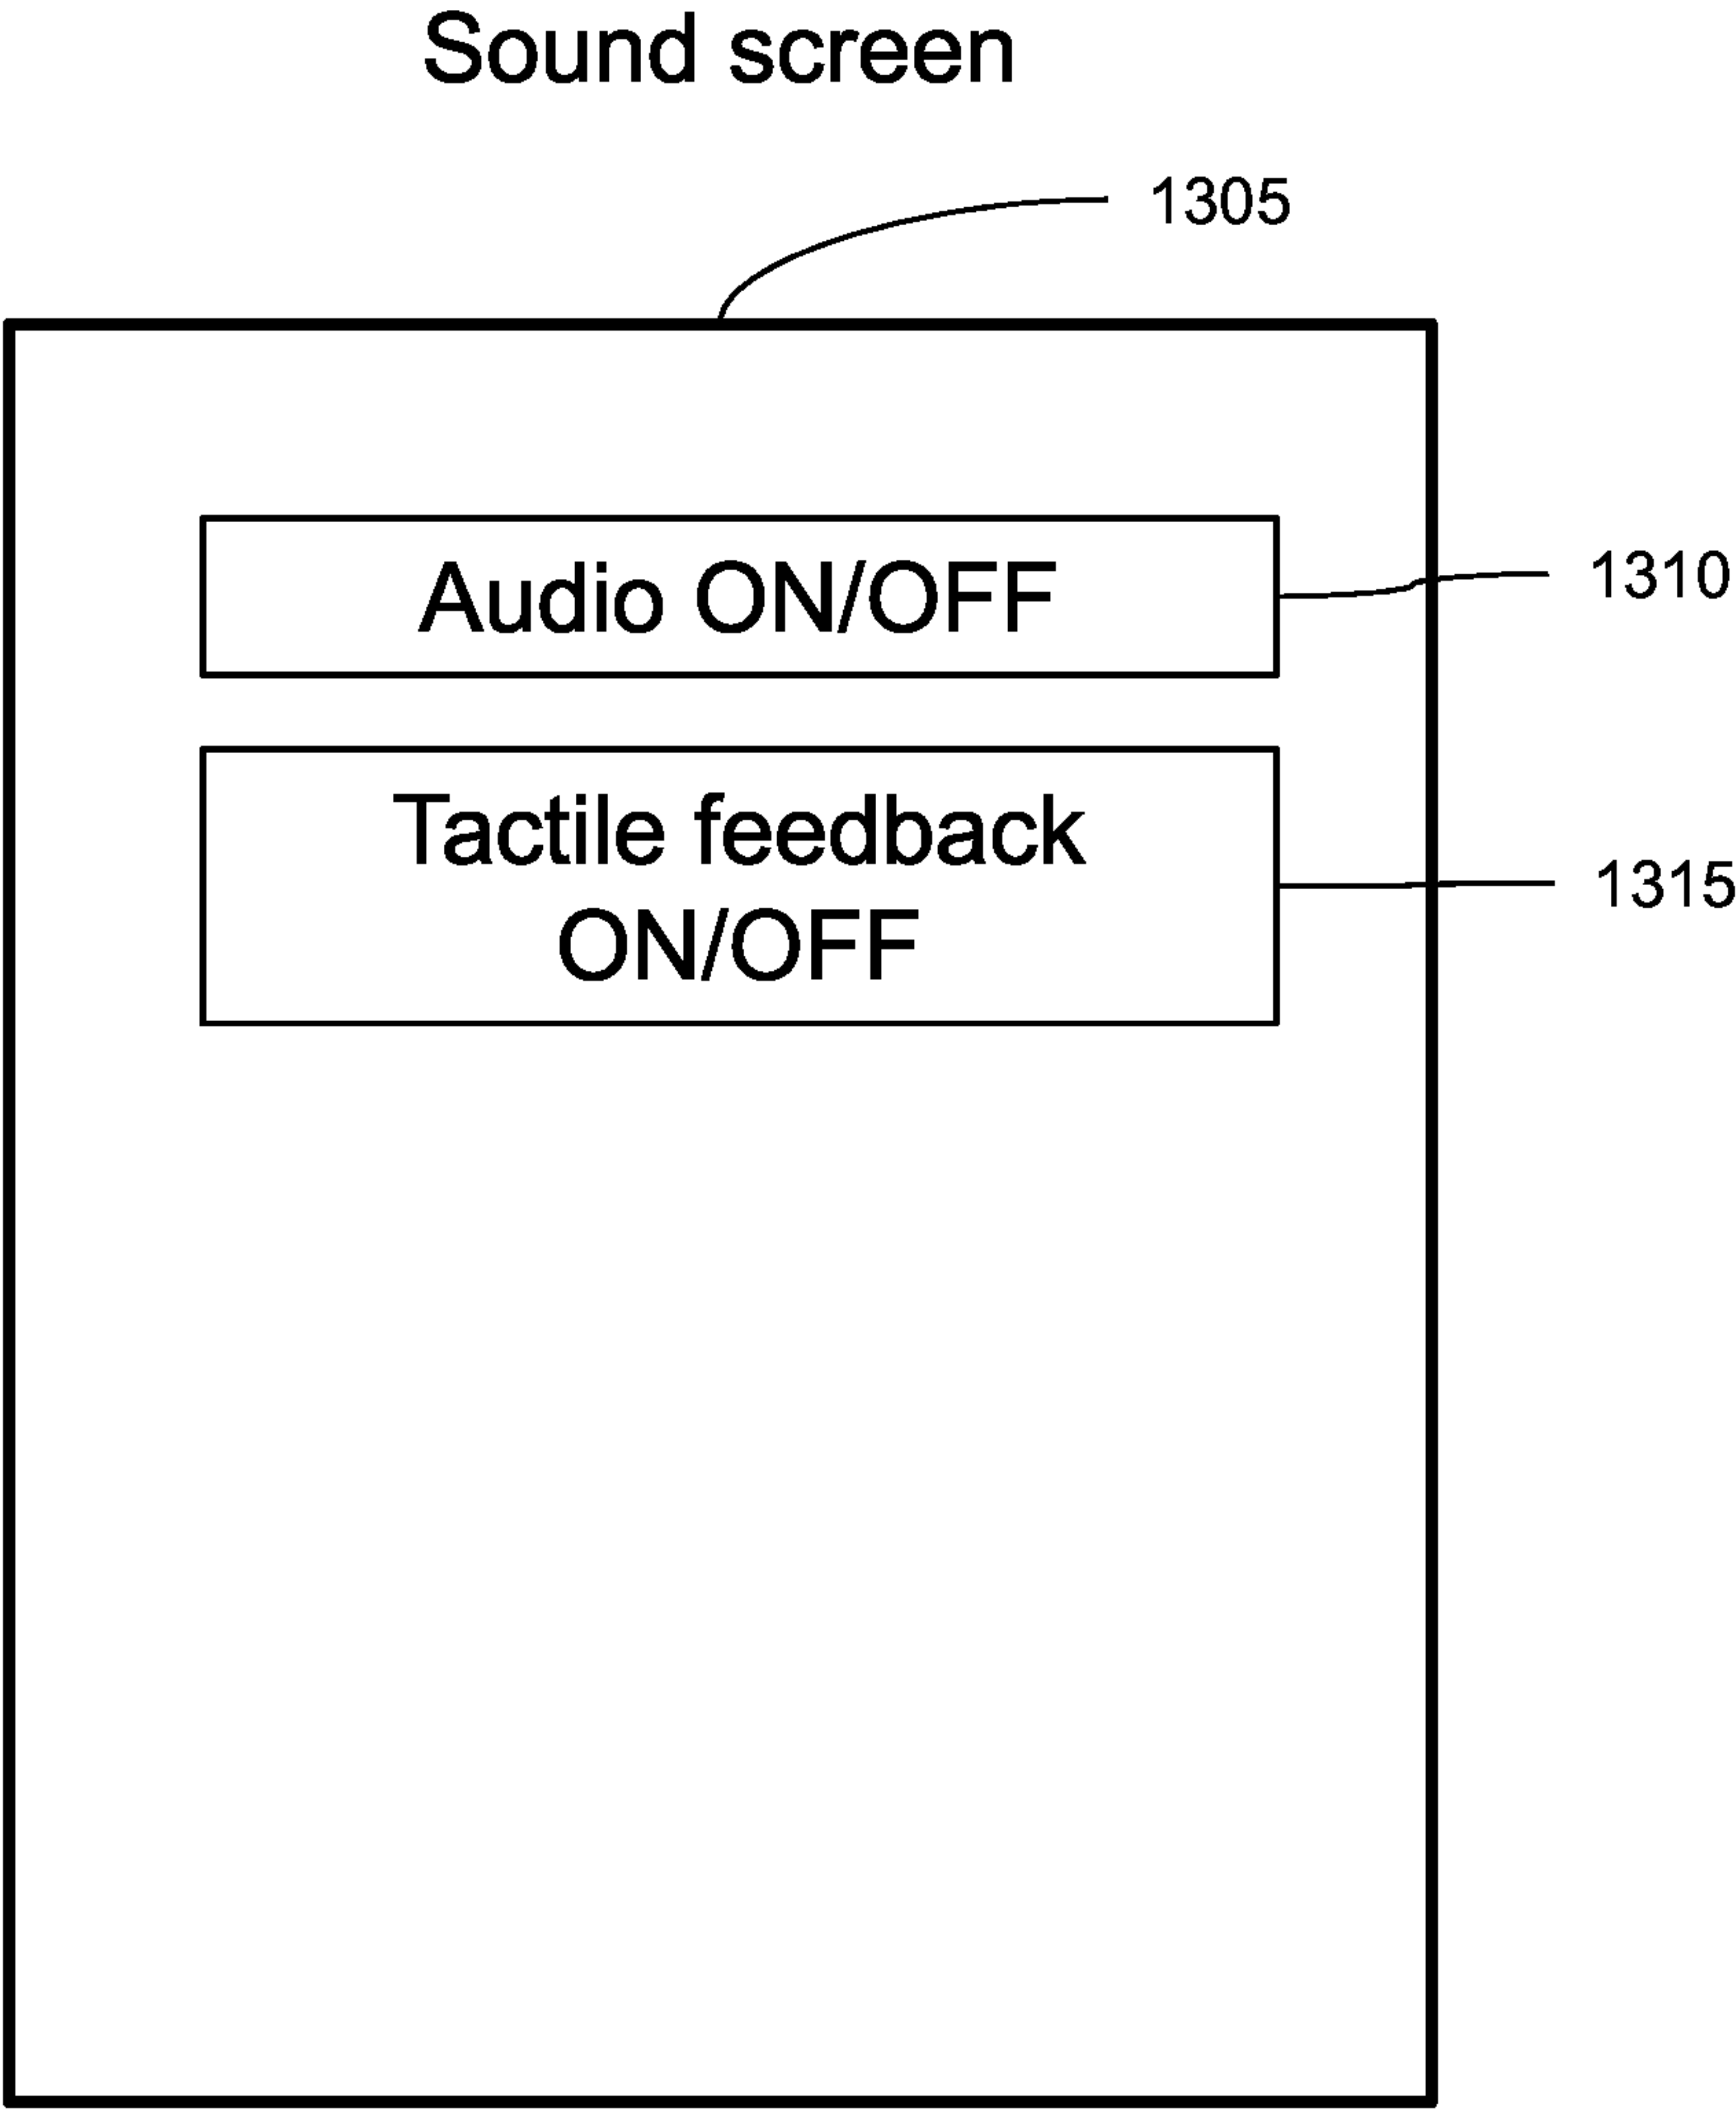 Sound screen
1305
Audio ON/OFF
1310
Tactile feedback
ON/OFF
1315